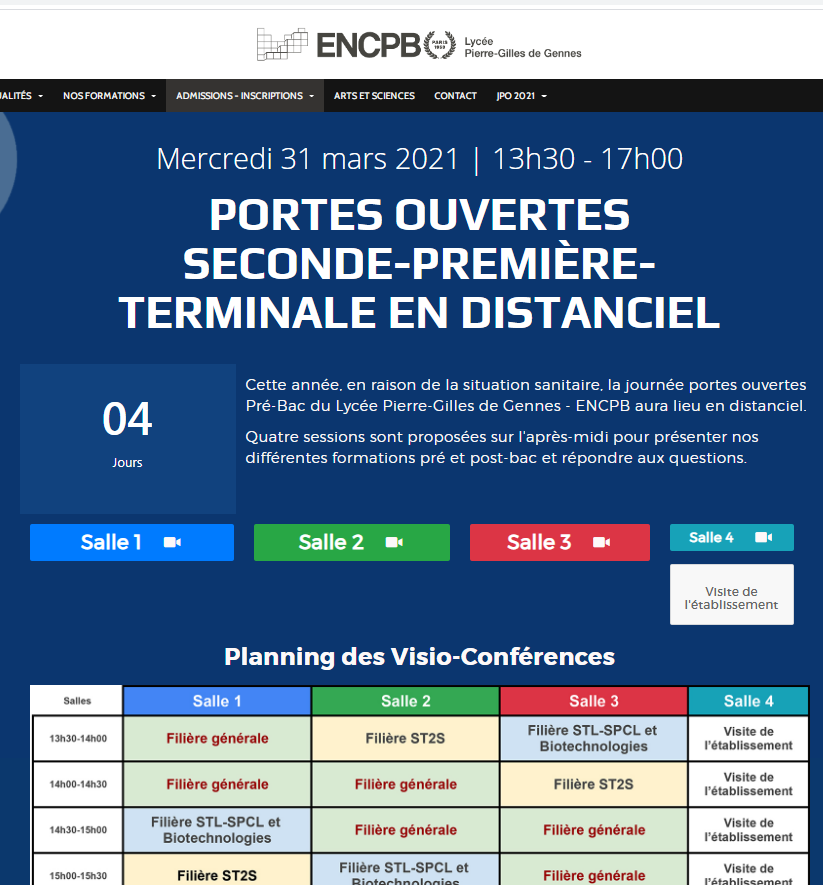 ENCPB PARIS 1959 Lycée
Pierre-Gilles de Gennes
ALITÉS NOS FORMATIONS ADMISSIONS - INSCRIPTIONS ARTS ET SCIENCES CONTACT JPO 2021
Mercredi 31 mars 2021 | 13h30 - 17h00
PORTES OUVERTES
SECONDE-PREMIÈRE-
TERMINALE EN DISTANCIEL
04
Jours
Cette année, en raison de la situation sanitaire, la journée portes ouvertes
Pré-Bac du Lycée Pierre-Gilles de Gennes - ENCPB aura lieu en distanciel.
Quatre sessions sont proposées sur l'après-midi pour présenter nos
différentes formations pré et post-bac et répondre aux questions.
Salle 1 Salle 2 Salle 3 Salle 4
Visite de
l'établissement
Planning des Visio-Conférences
Salles Salle 1 Salle 2 Salle 3 Salle 4
13h30-14h00 Filière générale Filière ST2S Filière STL-SPCL et Biotechnologies Visite de l'établissement
14h00-14h30 Filière générale Filière générale Filière ST2S Visite de l'établissement
14h30-15h00 Filière STL-SPCL et Biotechnologies Filière générale Filière générale Visite de l'établissement
15h00-15h30 Filière ST2S Filière STL-SPCL et Biotechnologies Filière générale Visite de l'établissement